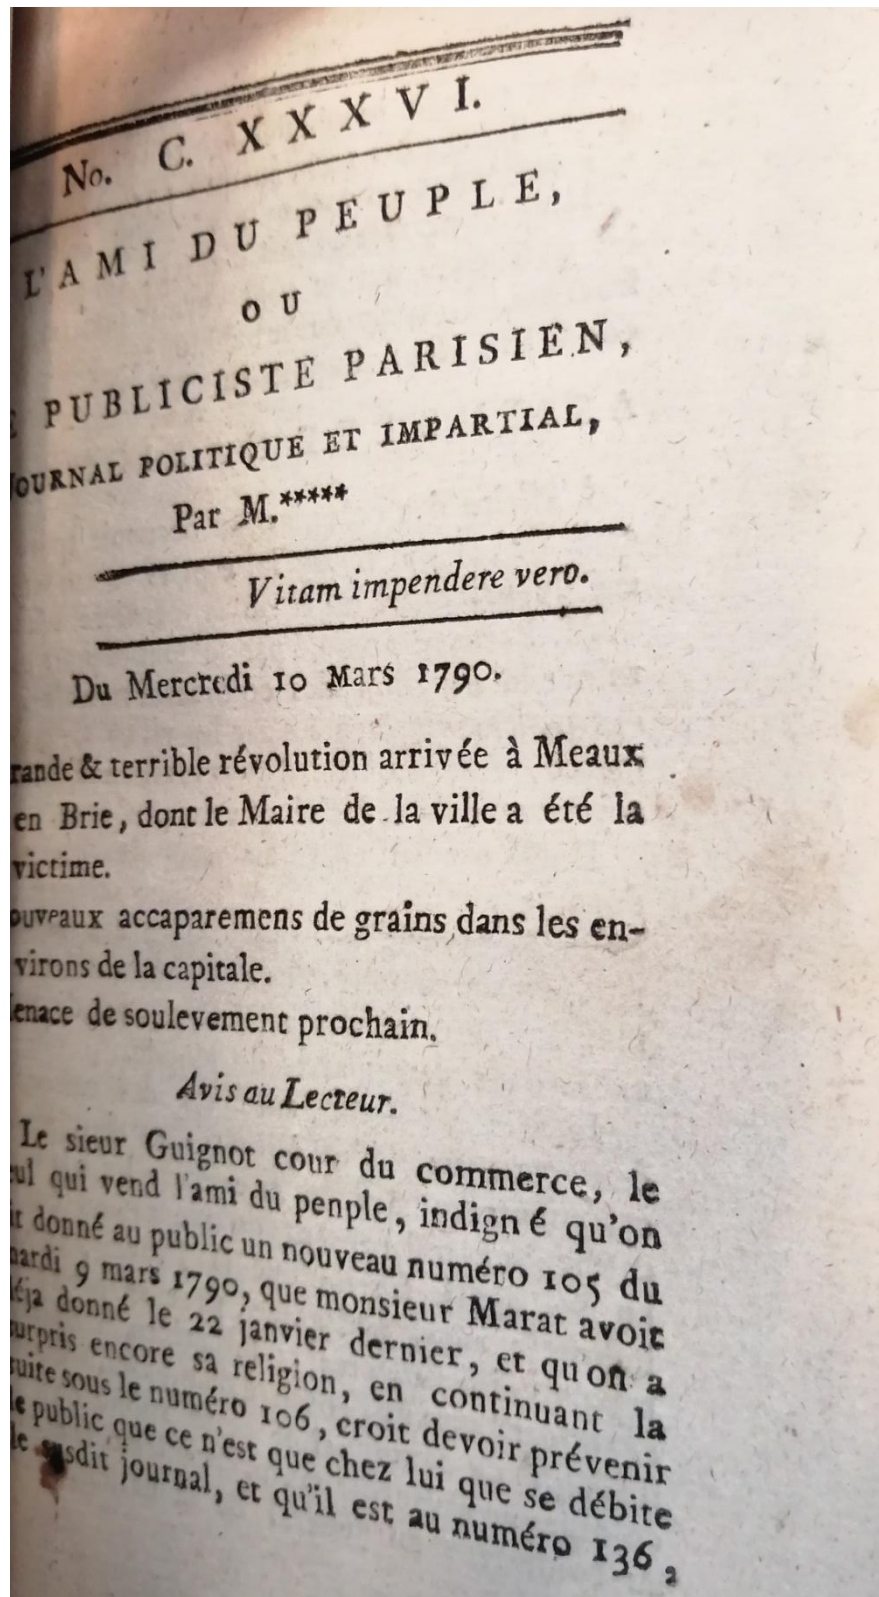 No. C. XXXVI.
L'AMI DU PEUPLE,
OU
PUBLICISTE PARISIEN,
JOURNAL POLITIQUE ET IMPARTIAL,
Par M.*****
Vitam impendere vero.
Du Mercredi 10 Mars 1790.
rande & terrible révolution arrivée à Meaux
en Brie, dont le Maire de la ville a été la
victime.
ouveaux accaparemens de grains dans les en-
virons de la capitale.
enace de soulevement prochain.
Avis au Lecteur.
Le sieur Guignot cour du commerce, le
ul qui vend l'ami du penple, indigné qu'on
it donné au public un nouveau numéro 105 du
mardi 9 mars 1790, que monsieur Marat avoit
éja donné le 22 janvier dernier, et qu'on a
urpris encore sa religion, en continuant la
uite sous le numéro 106, croit devoir prévenir
le public que ce n'est que chez lui que se débite
le susdit journal, et qu'il est au numéro 136,